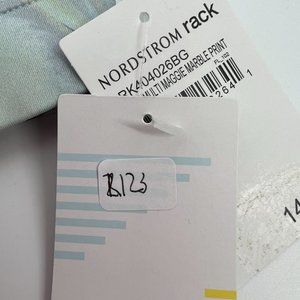 NORDSTROM rack
RK404026BG
MULTI MAGGIE MARBLE PRINT
14
R123